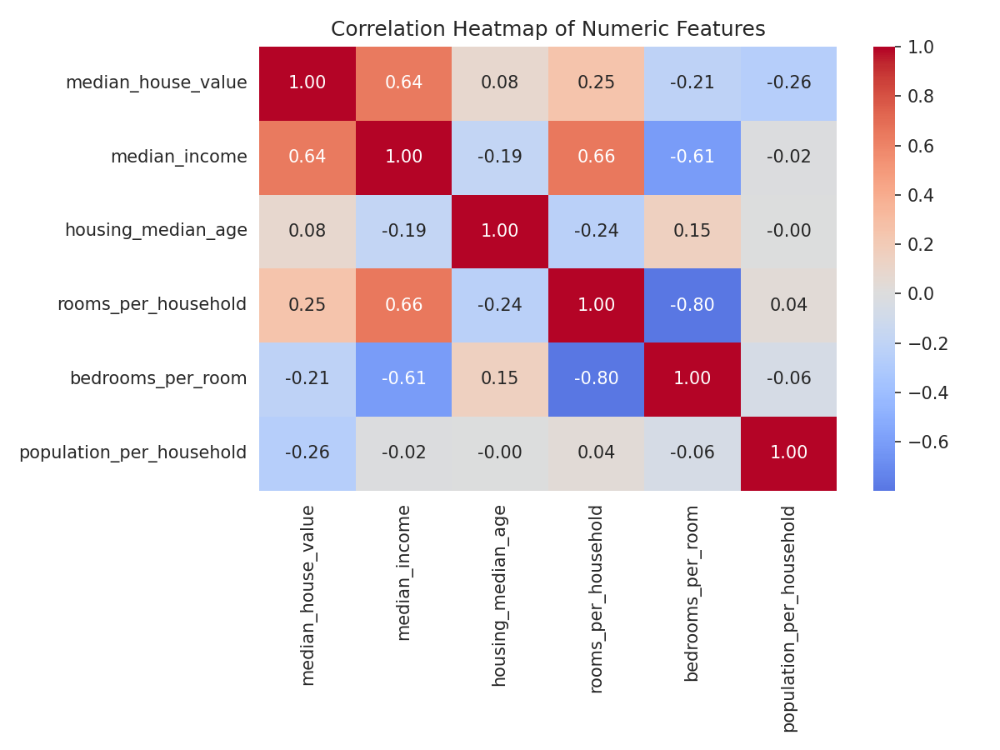 Correlation Heatmap of Numeric Features
median_house_value 1.00 0.64 0.08 0.25 -0.21 -0.26
median_income 0.64 1.00 -0.19 0.66 -0.61 -0.02
housing_median_age 0.08 -0.19 1.00 -0.24 0.15 -0.00
rooms_per_household 0.25 0.66 -0.24 1.00 -0.80 0.04
bedrooms_per_room -0.21 -0.61 0.15 -0.80 1.00 -0.06
population_per_household -0.26 -0.02 -0.00 0.04 -0.06 1.00
median_house_value
median_income
housing_median_age
rooms_per_household
bedrooms_per_room
population_per_household
1.0
0.8
0.6
0.4
0.2
0.0
−0.2
−0.4
−0.6